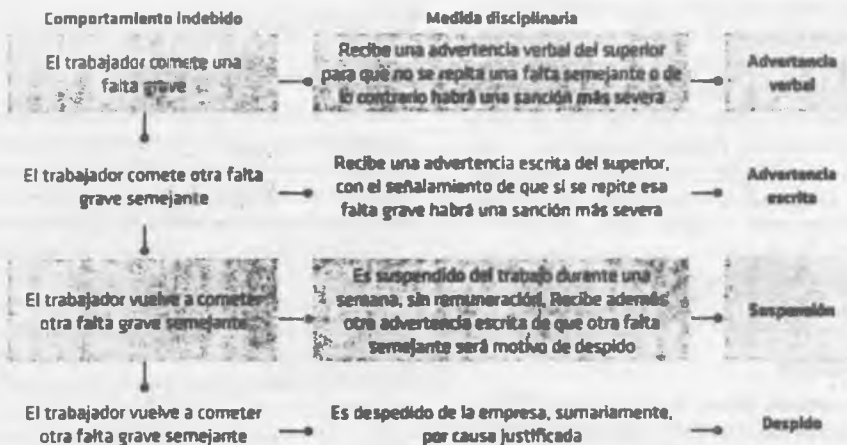 Comportamiento indebido
Medida disciplinaria
El trabajador comete una
falta grave
Recibe una advertencia verbal del superior
para que no se repita una falta semejante o de
lo contrario habrá una sanción más severa
Advertencia
verbal
El trabajador comete otra falta
grave semejante
Recibe una advertencia escrita del superior,
con el señalamiento de que si se repite esa
falta grave habrá una sanción más severa
Advertencia
escrita
El trabajador vuelve a cometer
otra falta grave semejante
Es suspendido del trabajo durante una
semana, sin remuneración. Recibe además
otra advertencia escrita de que otra falta
semejante será motivo de despido
Suspensión
El trabajador vuelve a cometer
otra falta grave semejante
Es despedido de la empresa, sumariamente,
por causa justificada
Despido